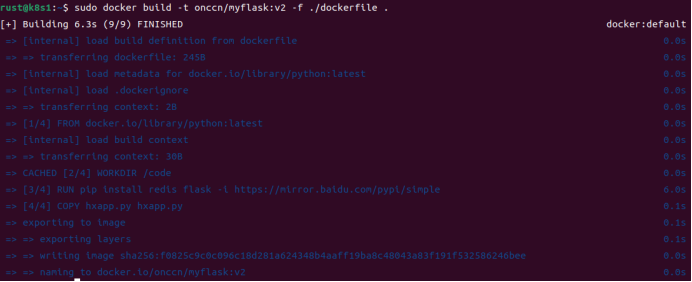 rust@k8s1:~$ sudo docker build -t onccn/myflask:v2 -f ./dockerfile .
[+] Building 6.3s (9/9) FINISHED docker:default
=> [internal] load build definition from dockerfile 0.0s
=> => transferring dockerfile: 245B 0.0s
=> [internal] load metadata for docker.io/library/python:latest 0.0s
=> [internal] load .dockerignore 0.0s
=> => transferring context: 2B 0.0s
=> [1/4] FROM docker.io/library/python:latest 0.0s
=> [internal] load build context 0.0s
=> => transferring context: 30B 0.0s
=> CACHED [2/4] WORKDIR /code 0.0s
=> [3/4] RUN pip install redis flask -i https://mirror.baidu.com/pypi/simple 6.0s
=> [4/4] COPY hxapp.py hxapp.py 0.1s
=> exporting to image 0.1s
=> => exporting layers 0.1s
=> => writing image 0.0s
=> => naming to docker.io/onccn/myflask:v2 0.0s